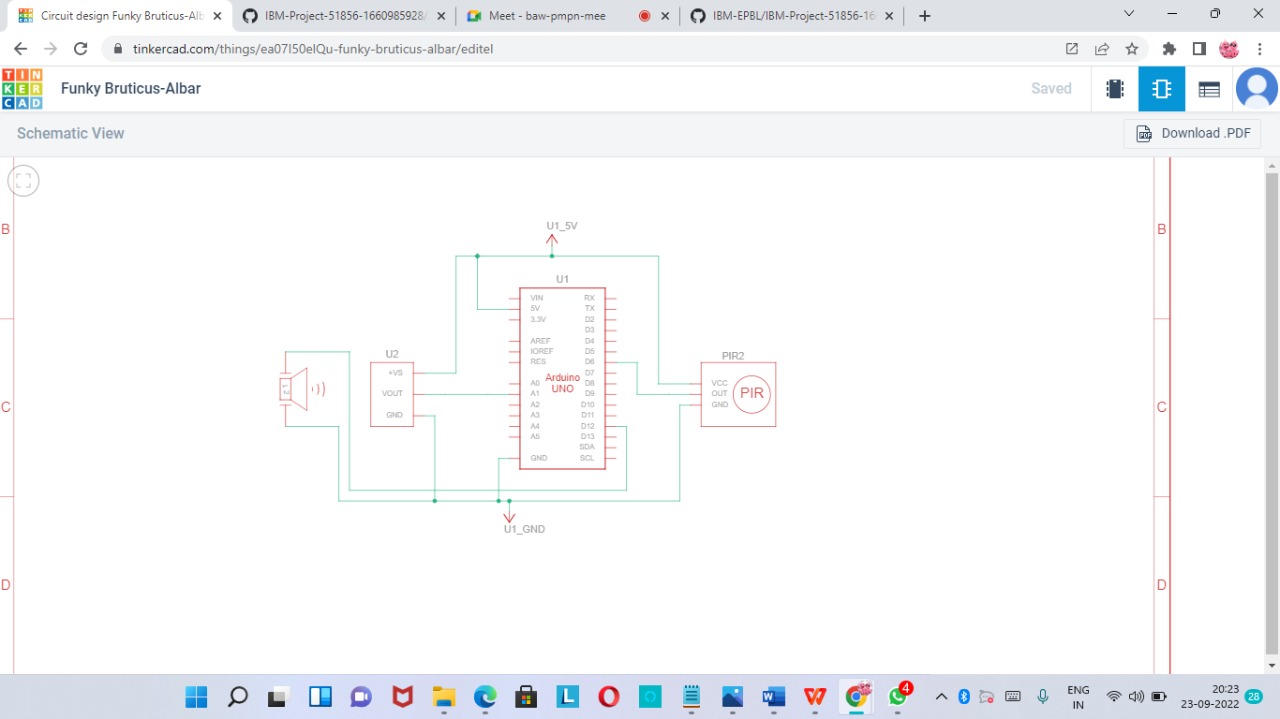 Circuit design Funky Bruticus-Alb
IBM-Project-51856-1660985928/
Meet - baw-pmpn-mee
EPBL/IBM-Project-51856-16
tinkercad.com/things/ea07I50elQu-funky-bruticus-albar/editel
TIN
KER
CAD
Funky Bruticus-Albar
Saved
Schematic View
PDF
Download .PDF
B
B
C
C
D
D
U1_5V
U1
VIN
5V
3.3V
AREF
IOREF
RES
A0
A1
A2
A3
A4
A5
GND
RX
TX
D2
D3
D4
D5
D6
D7
D8
D9
D10
D11
D12
D13
SDA
SCL
Arduino
UNO
U2
+VS
VOUT
GND
PIR2
VCC
OUT
GND
PIR
U1_GND
L
W
4
ENG
IN
20:23
23-09-2022
28